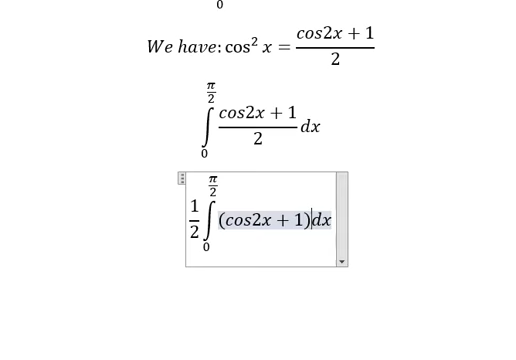 0
We have: cos² x = (cos2x + 1)/2
∫₀^(π/2) (cos2x + 1)/2 dx
1/2 ∫₀^(π/2) (cos2x + 1)dx